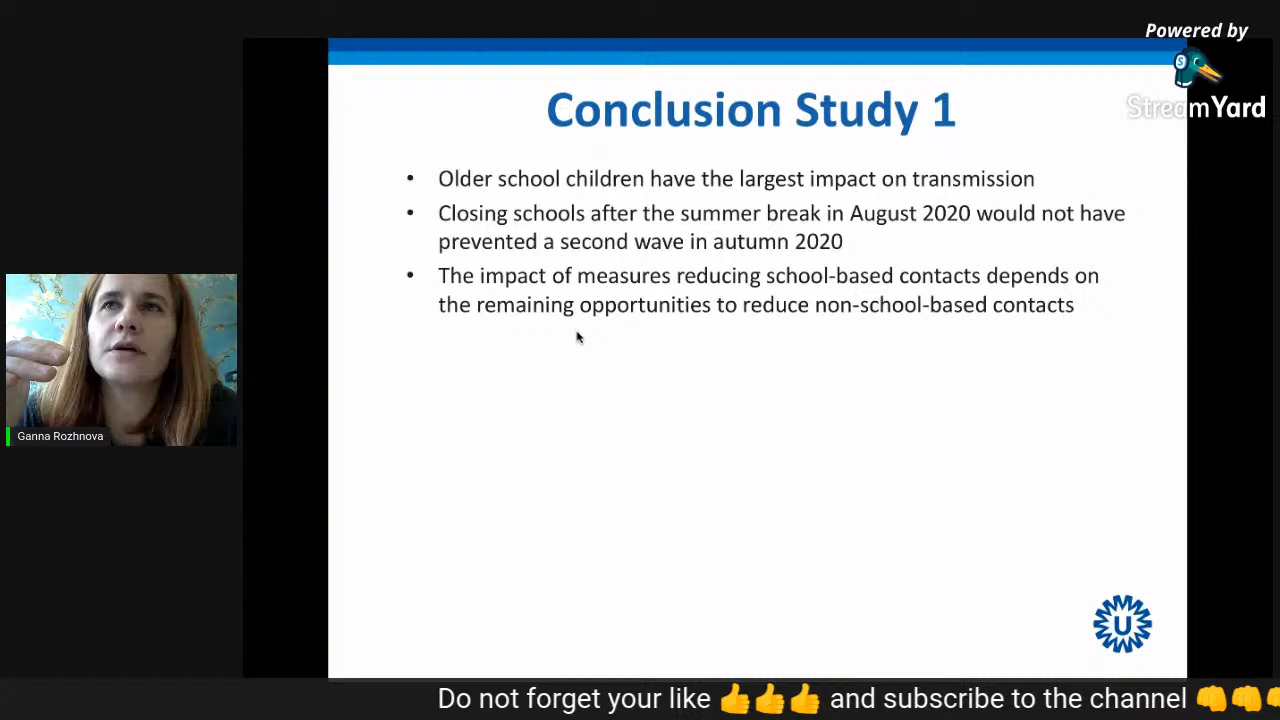 Powered by
StreamYard
Conclusion Study 1
• Older school children have the largest impact on transmission
• Closing schools after the summer break in August 2020 would not have
prevented a second wave in autumn 2020
• The impact of measures reducing school-based contacts depends on
the remaining opportunities to reduce non-school-based contacts
Ganna Rozhnova
U
Do not forget your like 👍👍👍 and subscribe to the channel 👊👊👊